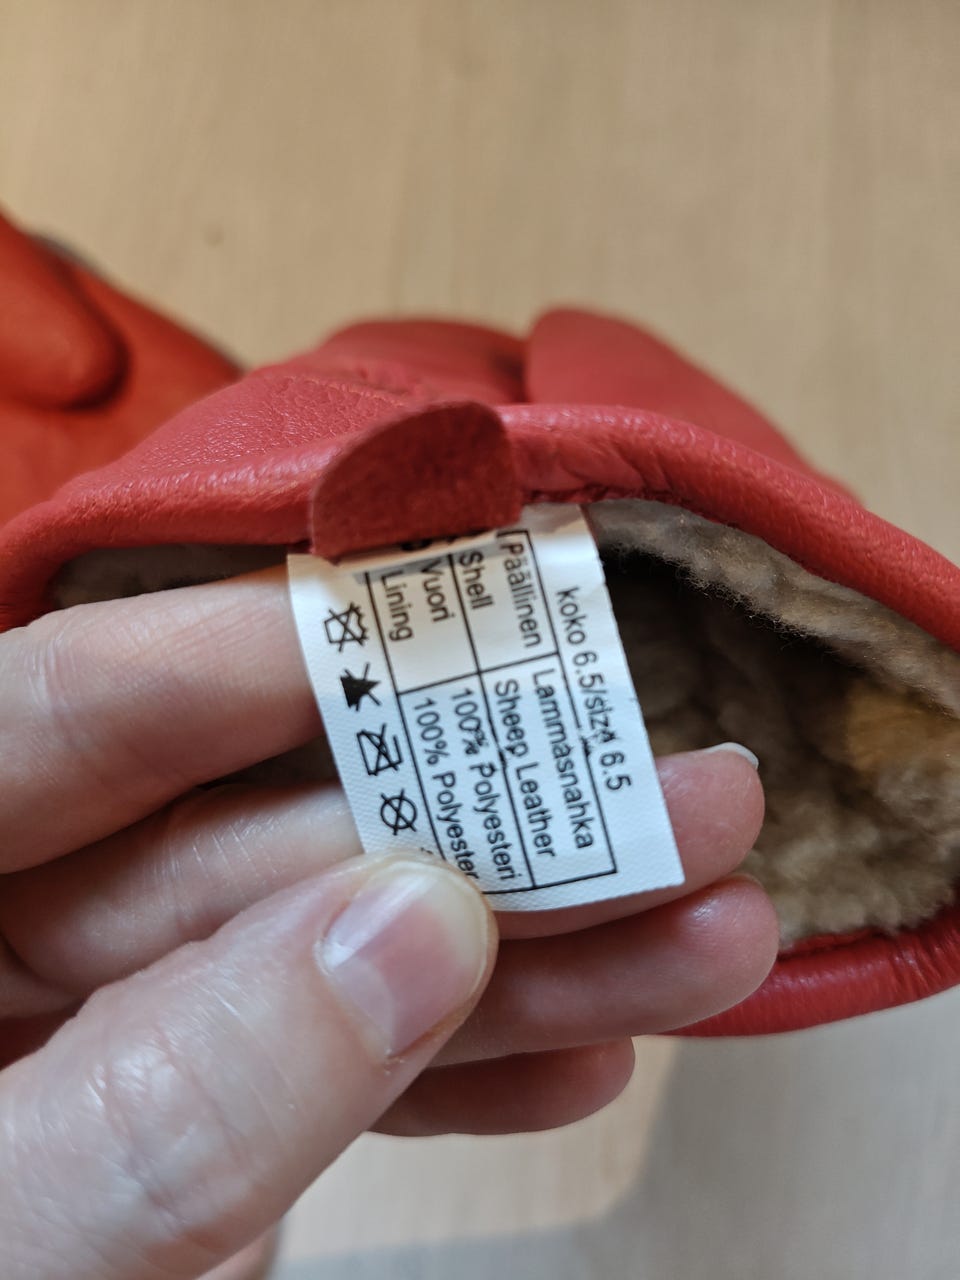 koko 6.5/size 6.5
Päällinen Lammasnahka
Shell Sheep Leather
Vuori 100% Polyesteri
Lining 100% Polyester